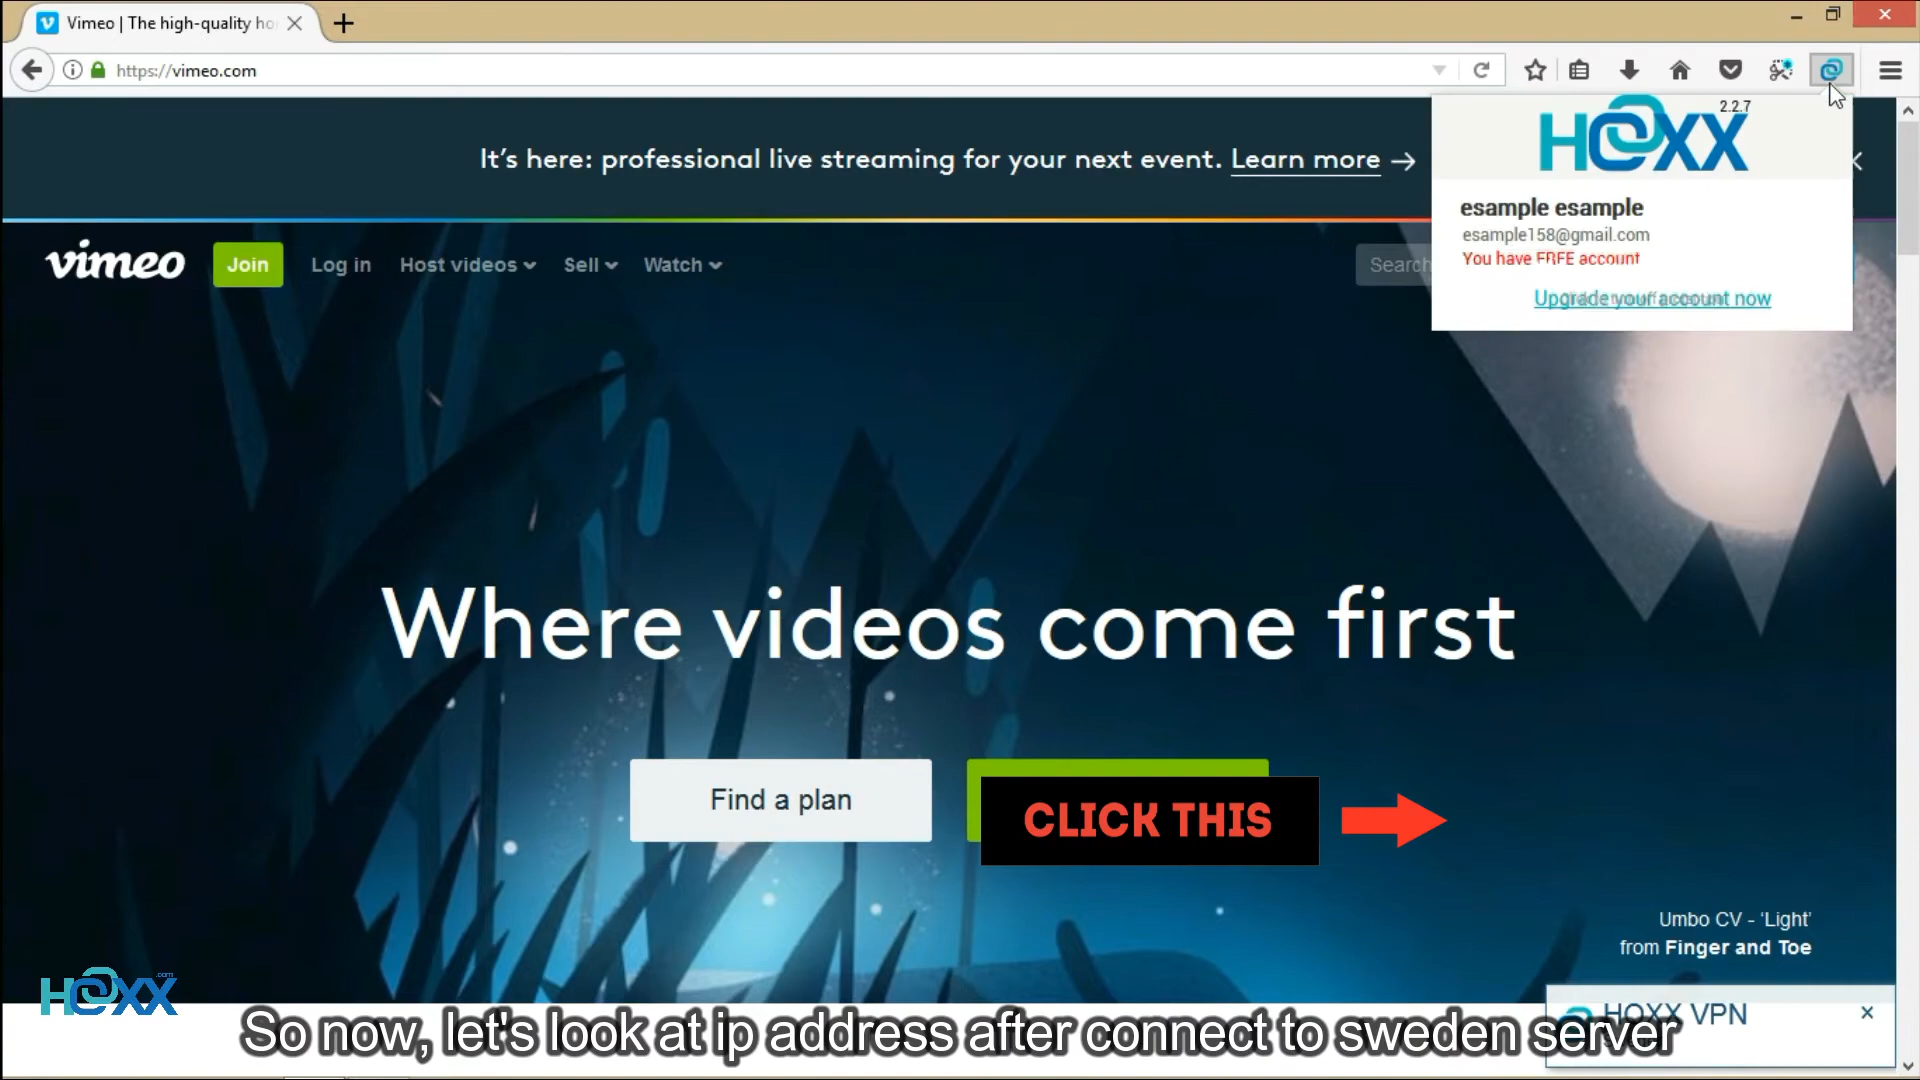 Vimeo | The high-quality ho
https://vimeo.com
It's here: professional live streaming for your next event. Learn more →
2.2.7
HOXX
esample esample
esample158@gmail.com
You have FREE account
Upgrade your account now
vimeo
Join
Log in
Host videos
Sell
Watch
Search
Where videos come first
Find a plan
CLICK THIS
Umbo CV - 'Light'
from Finger and Toe
HOXX.com
HOXX VPN
So now, let's look at ip address after connect to sweden server